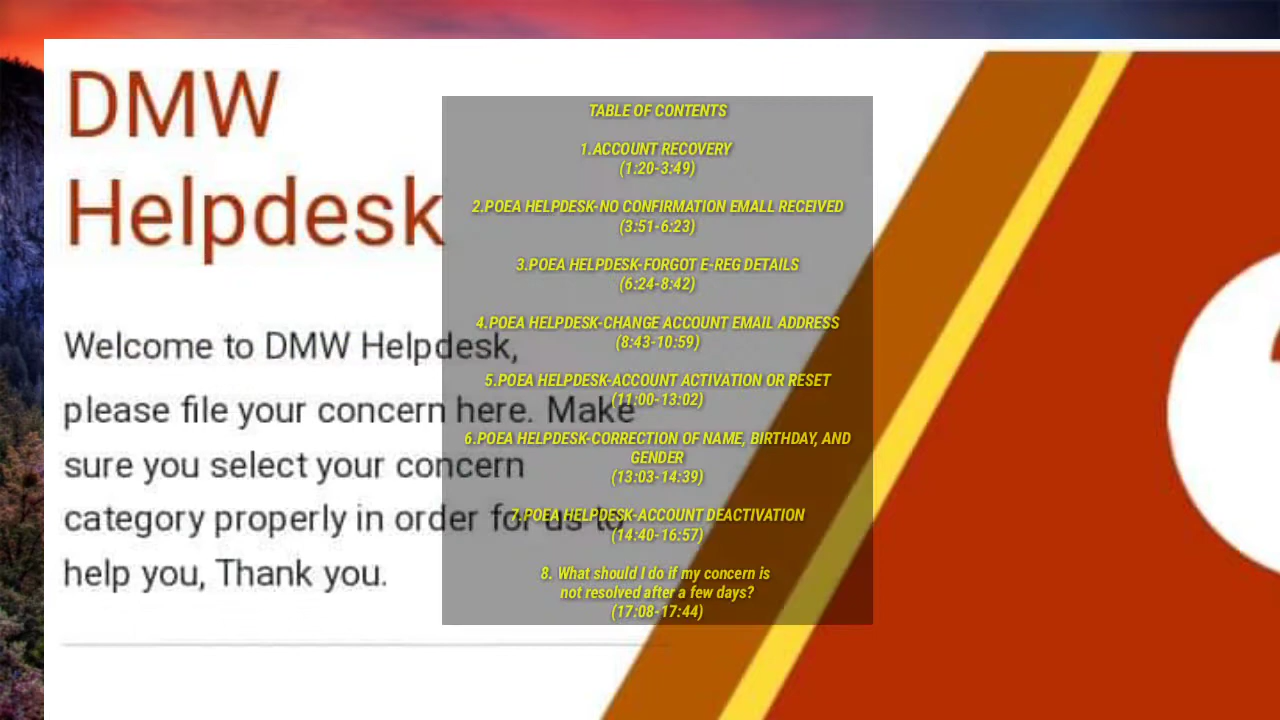 DMW
Helpdesk
Welcome to DMW Helpdesk,
please file your concern here. Make
sure you select your concern
category properly in order for us to
help you, Thank you.
TABLE OF CONTENTS
1.ACCOUNT RECOVERY
(1:20-3:49)
2.POEA HELPDESK-NO CONFIRMATION EMALL RECEIVED
(3:51-6:23)
3.POEA HELPDESK-FORGOT E-REG DETAILS
(6:24-8:42)
4.POEA HELPDESK-CHANGE ACCOUNT EMAIL ADDRESS
(8:43-10:59)
5.POEA HELPDESK-ACCOUNT ACTIVATION OR RESET
(11:00-13:02)
6.POEA HELPDESK-CORRECTION OF NAME, BIRTHDAY, AND
GENDER
(13:03-14:39)
7.POEA HELPDESK-ACCOUNT DEACTIVATION
(14:40-16:57)
8. What should I do if my concern is
not resolved after a few days?
(17:08-17:44)